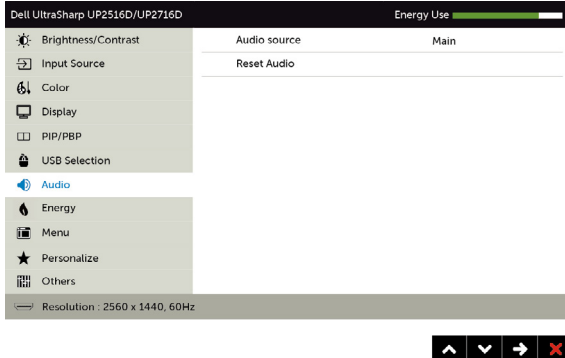 Dell UltraSharp UP2516D/UP2716D Energy Use
Brightness/Contrast Audio source Main
Input Source Reset Audio
Color
Display
PIP/PBP
USB Selection
Audio
Energy
Menu
Personalize
Others
Resolution : 2560 x 1440, 60Hz